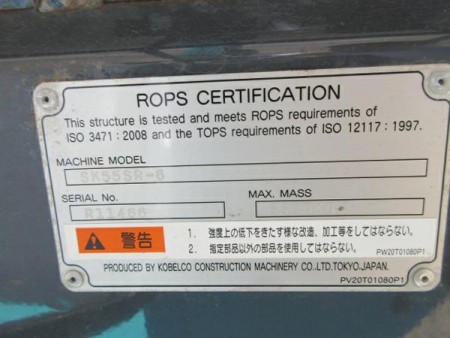 ROPS CERTIFICATION
This structure is tested and meets ROPS requirements of
ISO 3471 : 2008 and the TOPS requirements of ISO 12117 : 1997.
MACHINE MODEL
SK55SR-6
SERIAL No. MAX. MASS
R11466
警告
1. 強度上の低下をきたす様な改造、加工等をしてはならない。
2. 指定部品以外の部品を使用してはならない。
PW20T01080P1
PRODUCED BY KOBELCO CONSTRUCTION MACHINERY CO.,LTD.TOKYO.JAPAN.
PV20T01080P1